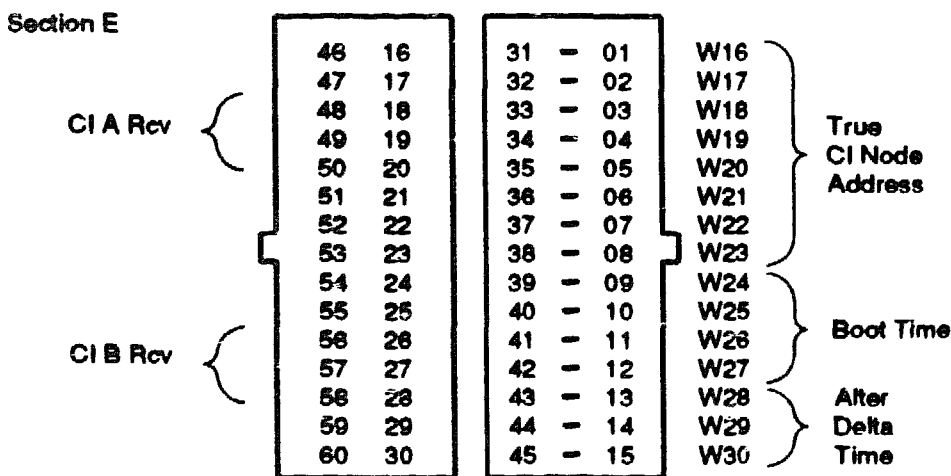 Section E
46 16 31 - 01 W16
47 17 32 - 02 W17
48 18 33 - 03 W18
CI A Rcv
49 19 34 - 04 W19
True
CI Node
Address
50 20 35 - 05 W20
51 21 36 - 06 W21
52 22 37 - 07 W22
53 23 38 - 08 W23
54 24 39 - 09 W24
55 25 40 - 10 W25
Boot Time
56 26 41 - 11 W26
CI B Rcv
57 27 42 - 12 W27
58 28 43 - 13 W28
Alter
Delta
Time
59 29 44 - 14 W29
60 30 45 - 15 W30